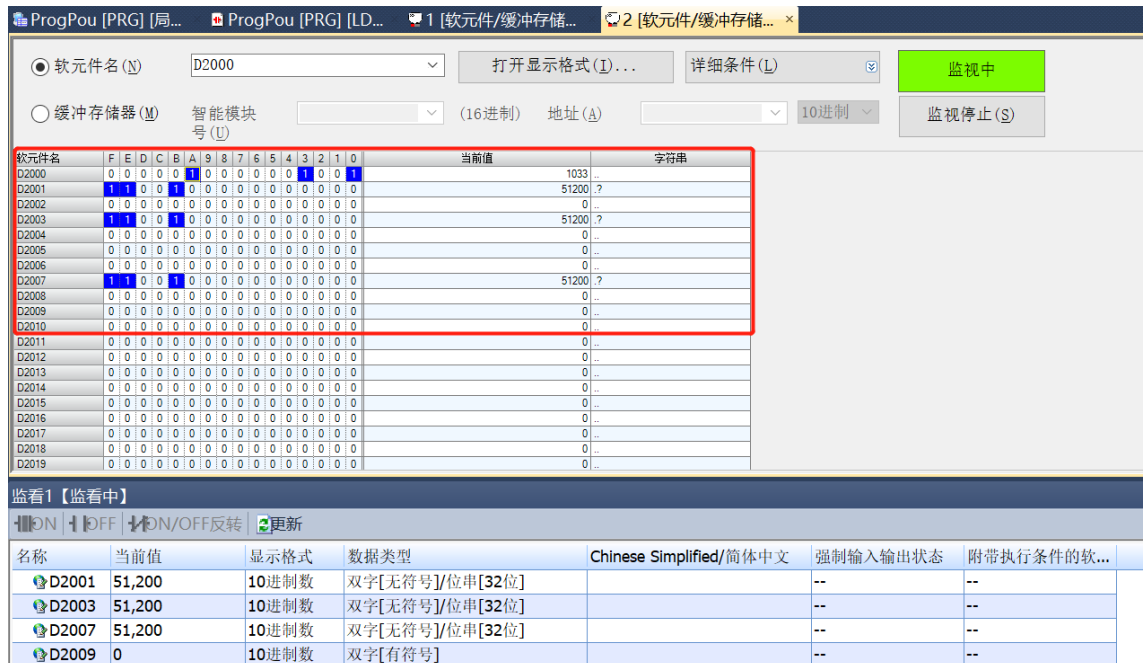 ProgPou [PRG] [局... ProgPou [PRG] [LD... 1 [软元件/缓冲存储... 2 [软元件/缓冲存储... ×
软元件名(N) D2000 打开显示格式(I)... 详细条件(L) 监视中
缓冲存储器(M) 智能模块号(U) (16进制) 地址(A) 10进制 监视停止(S)
软元件名 F E D C B A 9 8 7 6 5 4 3 2 1 0 当前值 字符串
D2000 0 0 0 0 0 1 0 0 0 0 0 0 1 0 0 1 1033 ..
D2001 1 1 0 0 1 0 0 0 0 0 0 0 0 0 0 0 51200 .?
D2002 0 0 0 0 0 0 0 0 0 0 0 0 0 0 0 0 0 ..
D2003 1 1 0 0 1 0 0 0 0 0 0 0 0 0 0 0 51200 .?
D2004 0 0 0 0 0 0 0 0 0 0 0 0 0 0 0 0 0 ..
D2005 0 0 0 0 0 0 0 0 0 0 0 0 0 0 0 0 0 ..
D2006 0 0 0 0 0 0 0 0 0 0 0 0 0 0 0 0 0 ..
D2007 1 1 0 0 1 0 0 0 0 0 0 0 0 0 0 0 51200 .?
D2008 0 0 0 0 0 0 0 0 0 0 0 0 0 0 0 0 0 ..
D2009 0 0 0 0 0 0 0 0 0 0 0 0 0 0 0 0 0 ..
D2010 0 0 0 0 0 0 0 0 0 0 0 0 0 0 0 0 0 ..
D2011 0 0 0 0 0 0 0 0 0 0 0 0 0 0 0 0 0 ..
D2012 0 0 0 0 0 0 0 0 0 0 0 0 0 0 0 0 0 ..
D2013 0 0 0 0 0 0 0 0 0 0 0 0 0 0 0 0 0 ..
D2014 0 0 0 0 0 0 0 0 0 0 0 0 0 0 0 0 0 ..
D2015 0 0 0 0 0 0 0 0 0 0 0 0 0 0 0 0 0 ..
D2016 0 0 0 0 0 0 0 0 0 0 0 0 0 0 0 0 0 ..
D2017 0 0 0 0 0 0 0 0 0 0 0 0 0 0 0 0 0 ..
D2018 0 0 0 0 0 0 0 0 0 0 0 0 0 0 0 0 0 ..
D2019 0 0 0 0 0 0 0 0 0 0 0 0 0 0 0 0 0 ..
监看1【监看中】
ON OFF ON/OFF反转 更新
名称 当前值 显示格式 数据类型 Chinese Simplified/简体中文 强制输入输出状态 附带执行条件的软...
D2001 51,200 10进制数 双字[无符号]/位串[32位] -- --
D2003 51,200 10进制数 双字[无符号]/位串[32位] -- --
D2007 51,200 10进制数 双字[无符号]/位串[32位] -- --
D2009 0 10进制数 双字[有符号] -- --